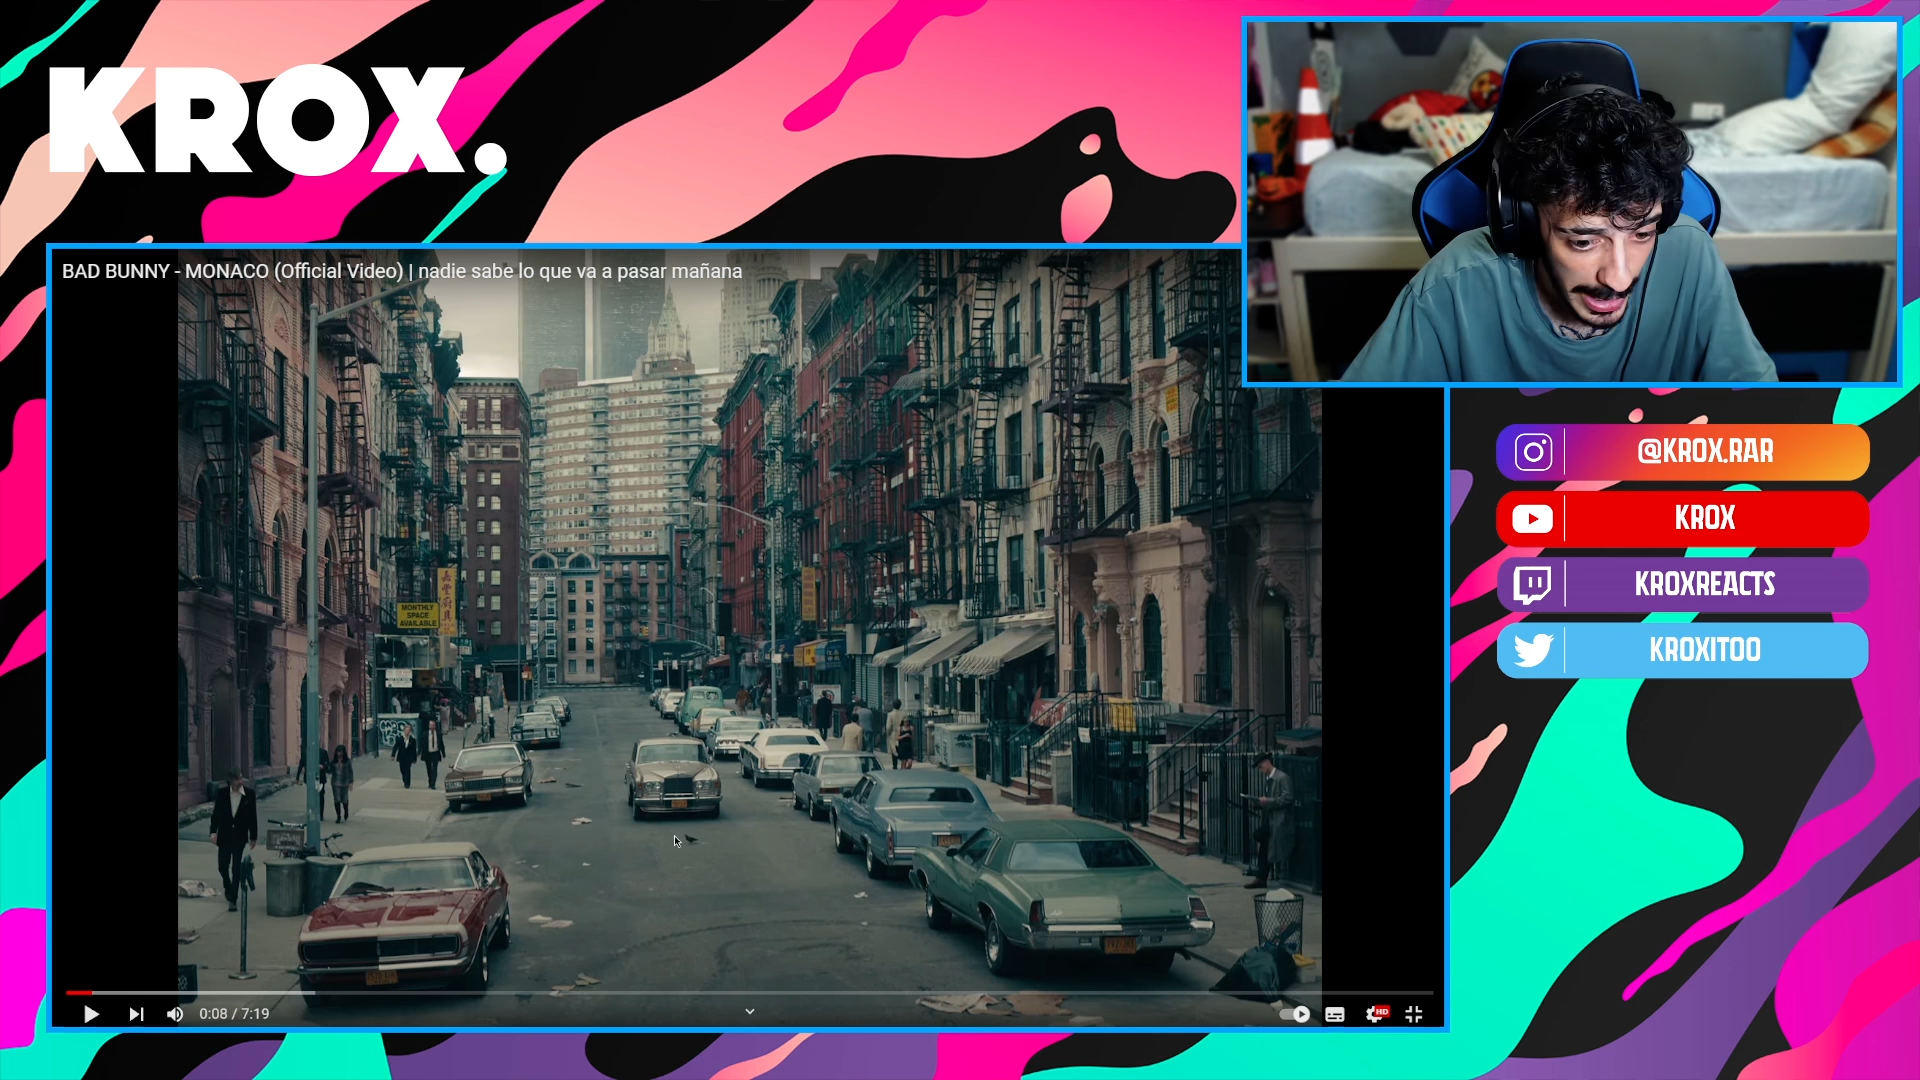 KROX.
BAD BUNNY - MONACO (Official Video) | nadie sabe lo que va a pasar mañana
MONTHLY
SPACE
AVAILABLE
@KROX.RAR
KROX
KROXREACTS
KROXITOO
0:08 / 7:19
HD